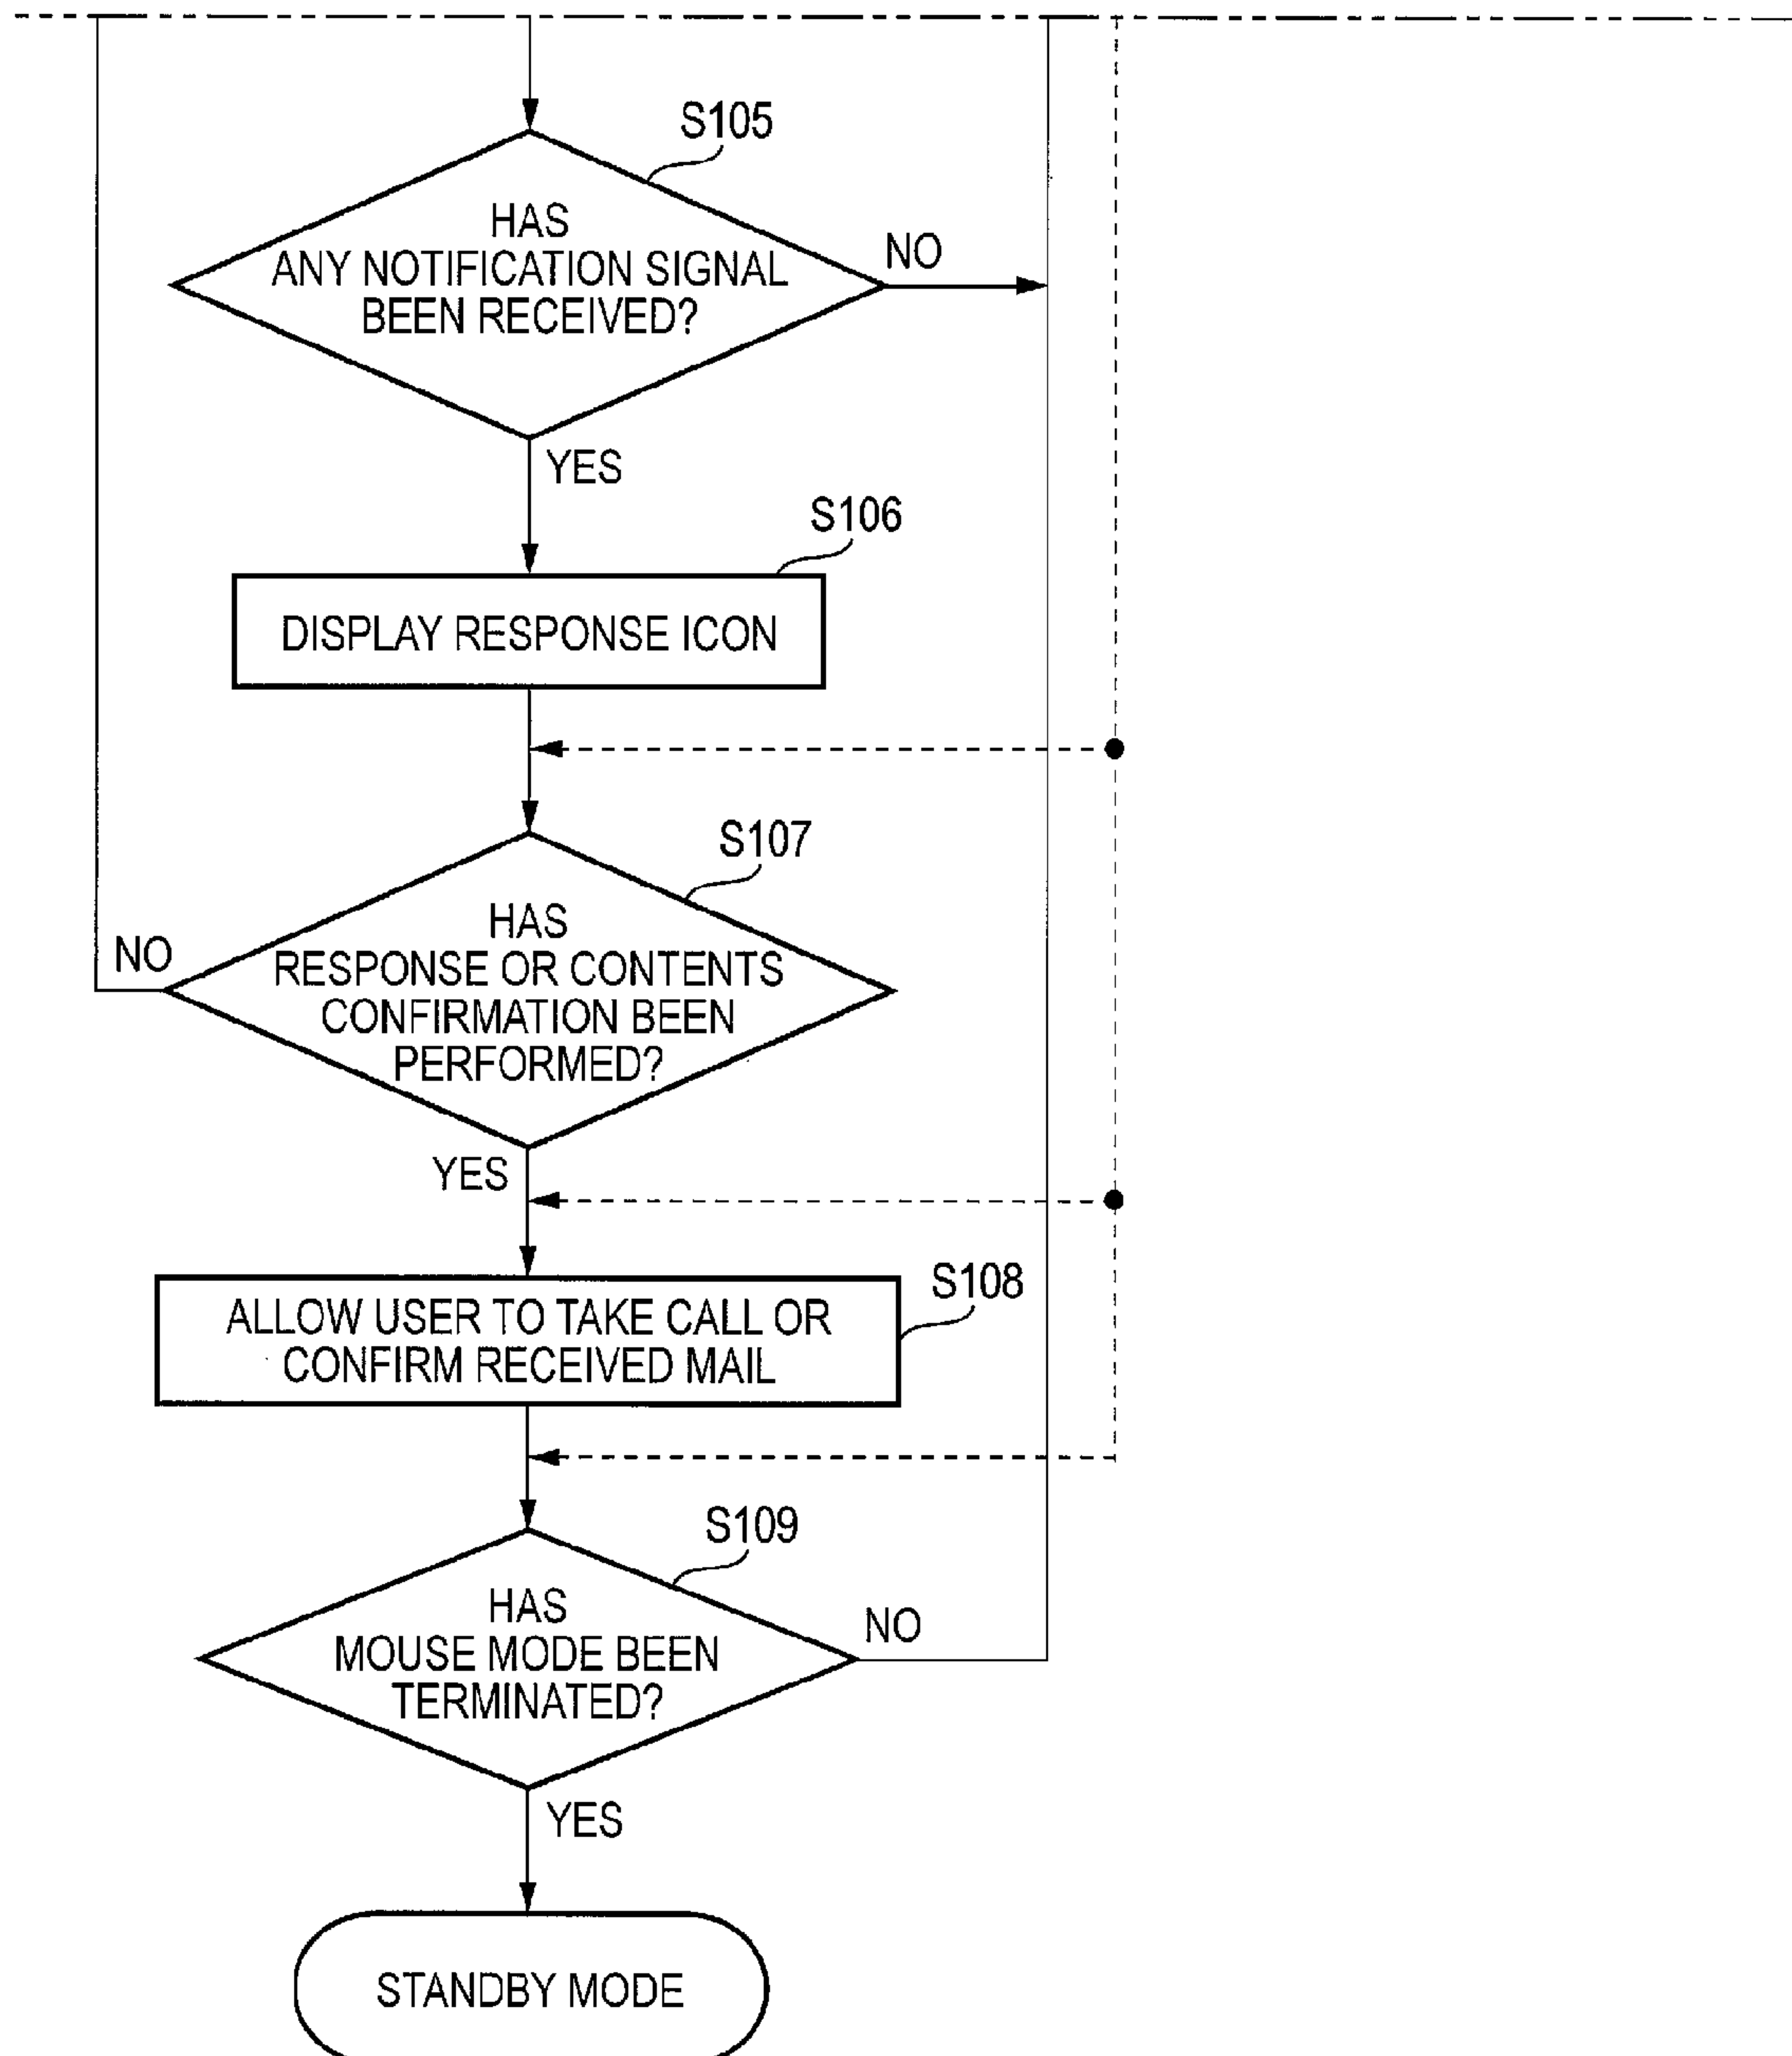 S105
HAS
ANY NOTIFICATION SIGNAL
BEEN RECEIVED?
NO
YES
S106
DISPLAY RESPONSE ICON
S107
HAS
RESPONSE OR CONTENTS
CONFIRMATION BEEN
PERFORMED?
NO
YES
S108
ALLOW USER TO TAKE CALL OR
CONFIRM RECEIVED MAIL
S109
HAS
MOUSE MODE BEEN
TERMINATED?
NO
YES
STANDBY MODE